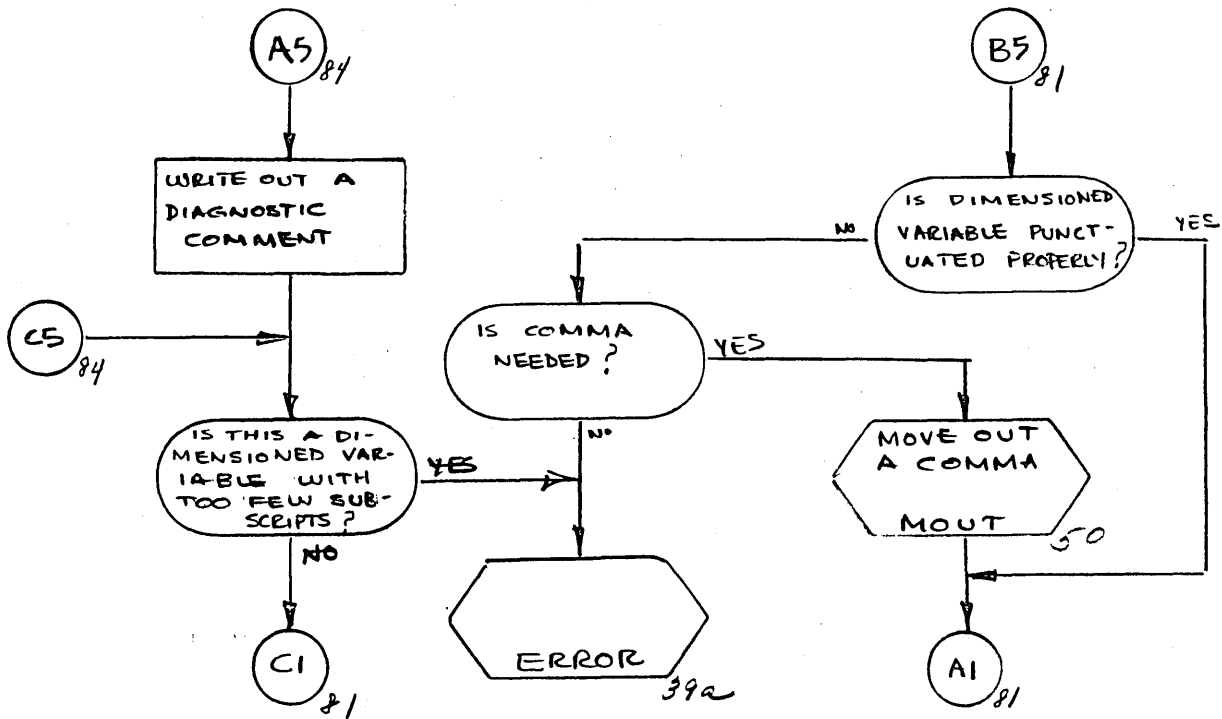 A5
84
WRITE OUT A
DIAGNOSTIC
COMMENT
C5
84
IS THIS A DI-
MENSIONED VAR-
IABLE WITH
TOO FEW SUB-
SCRIPTS?
YES
NO
C1
81
B5
81
IS DIMENSIONED
VARIABLE PUNCT-
UATED PROPERLY?
NO
YES
IS COMMA
NEEDED?
YES
NO
MOVE OUT
A COMMA
MOUT
50
ERROR
39a
A1
81